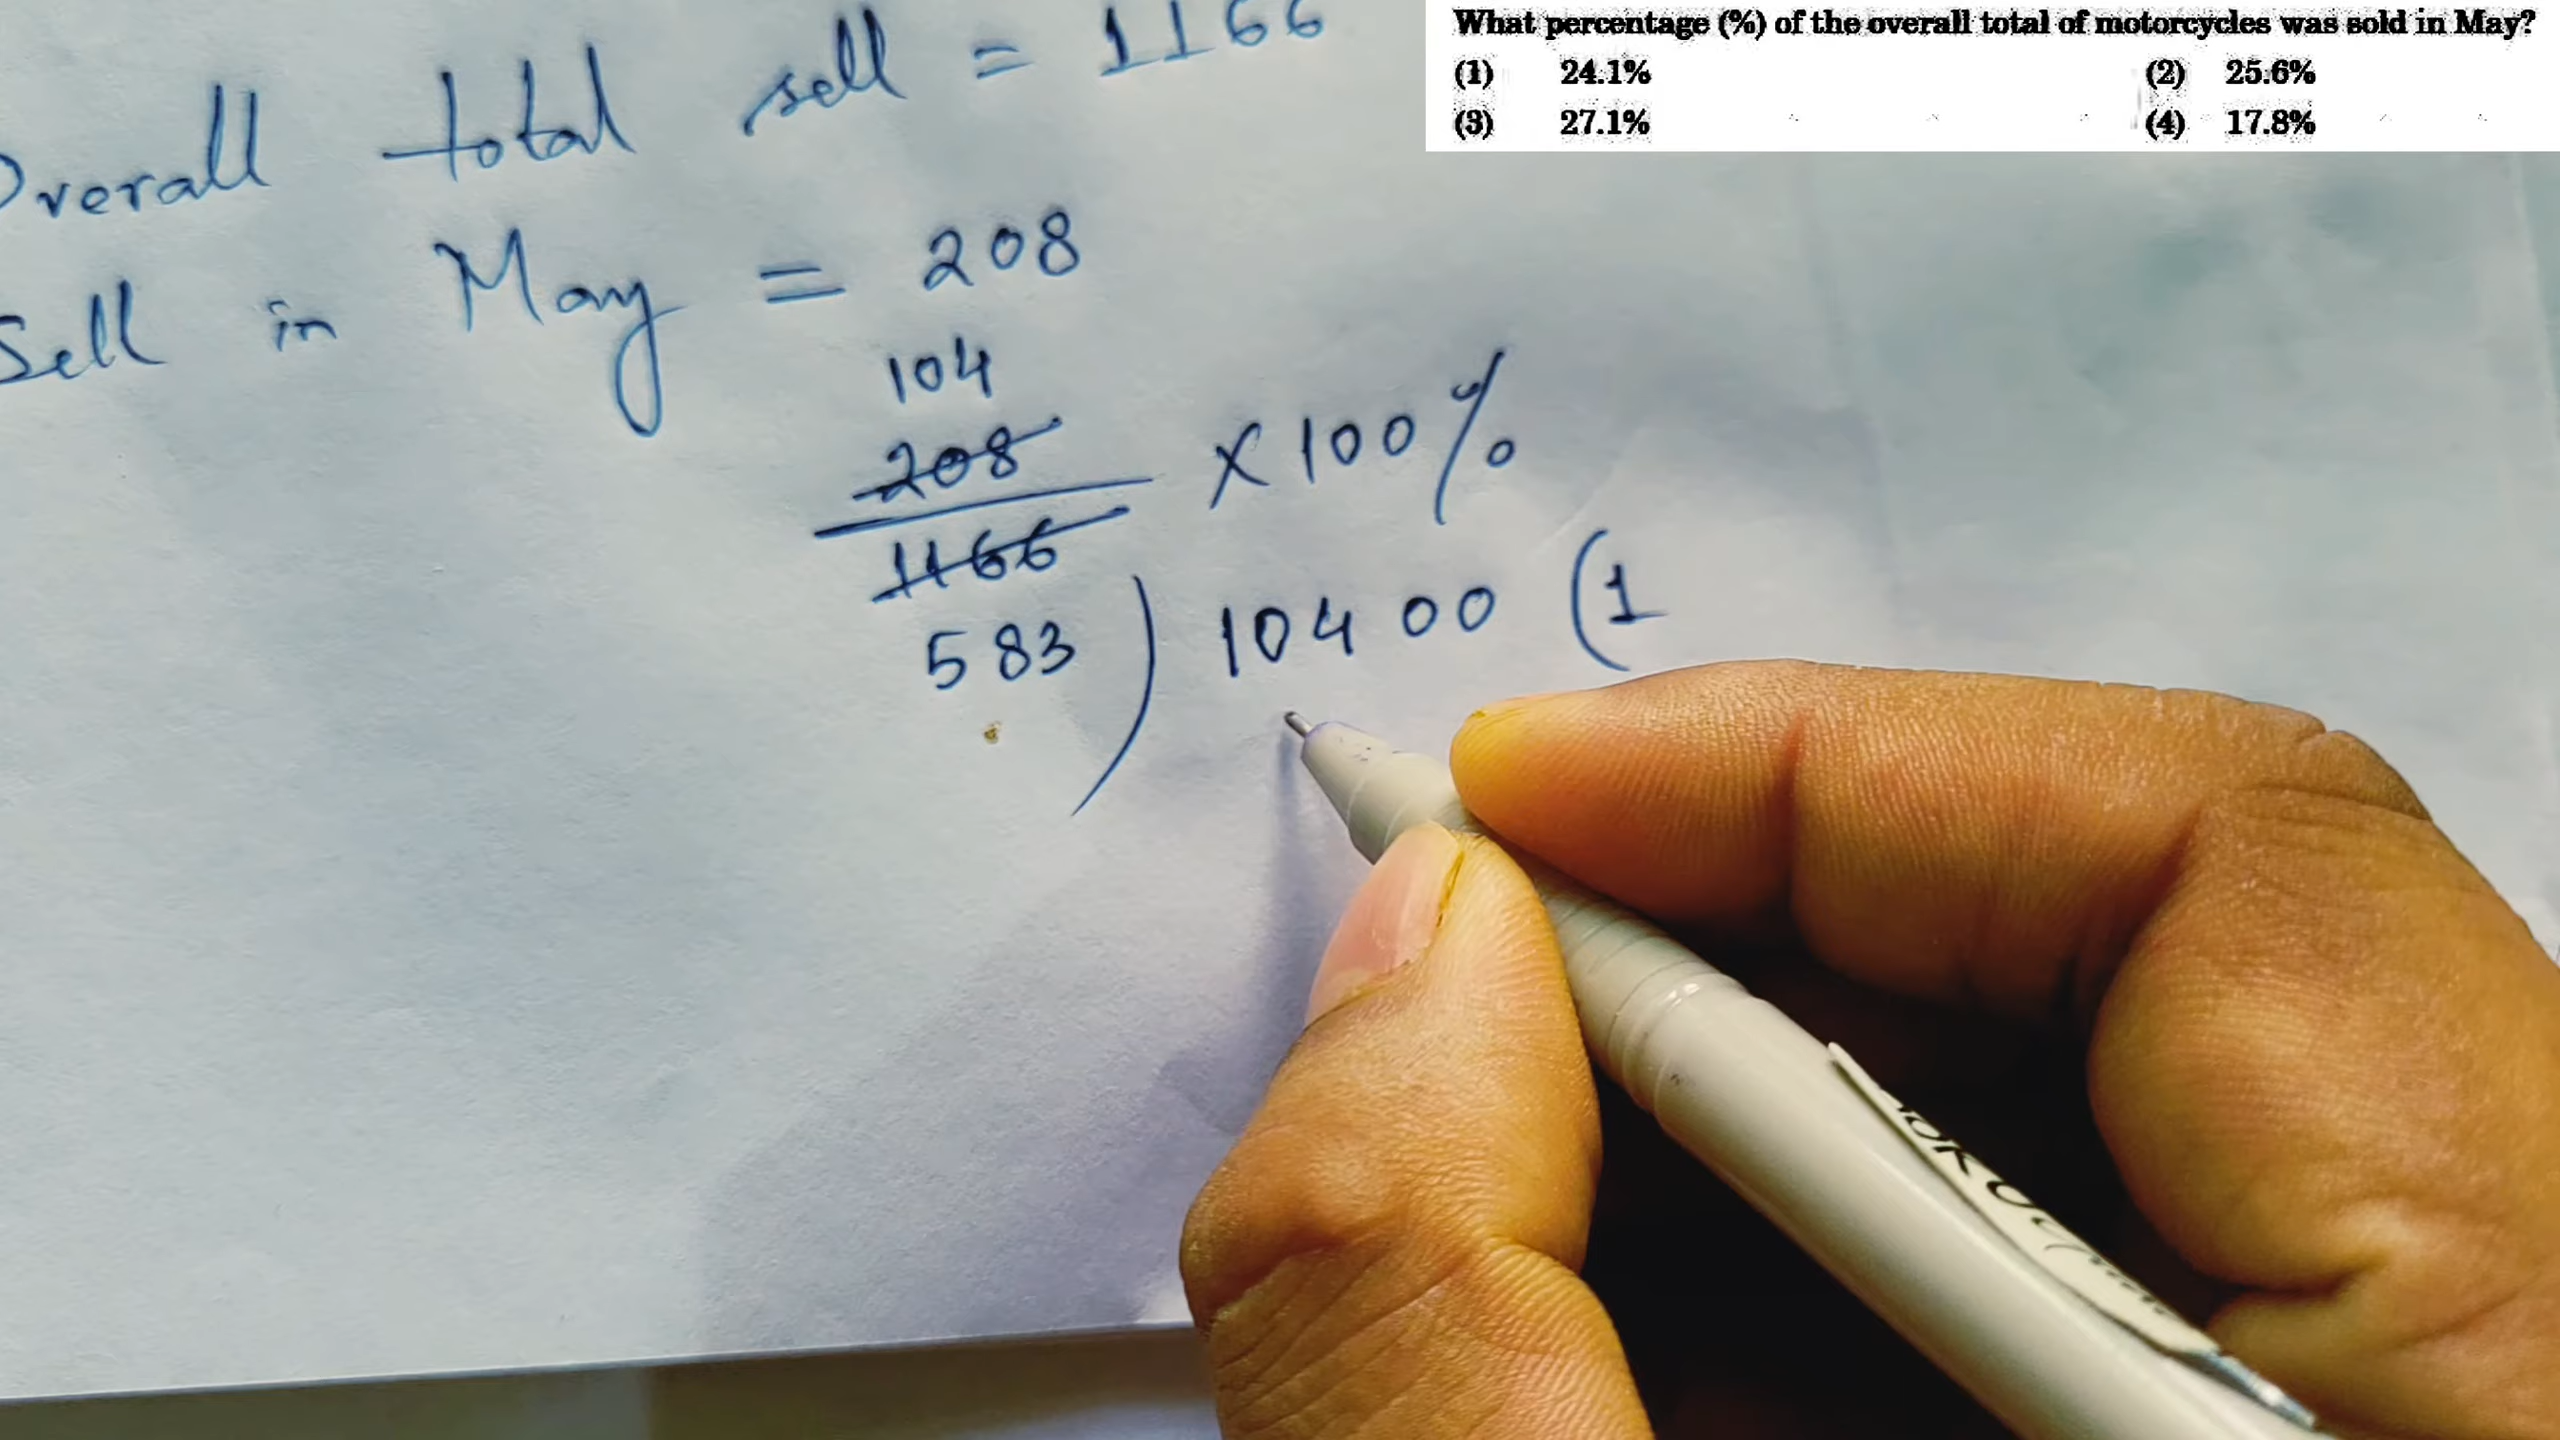 Overall total sell = 1166
Sell in May = 208
104
208
1166
× 100%
583 ) 10400 ( 1
What percentage (%) of the overall total of motorcycles was sold in May?
(1) 24.1% (2) 25.6%
(3) 27.1% (4) 17.8%